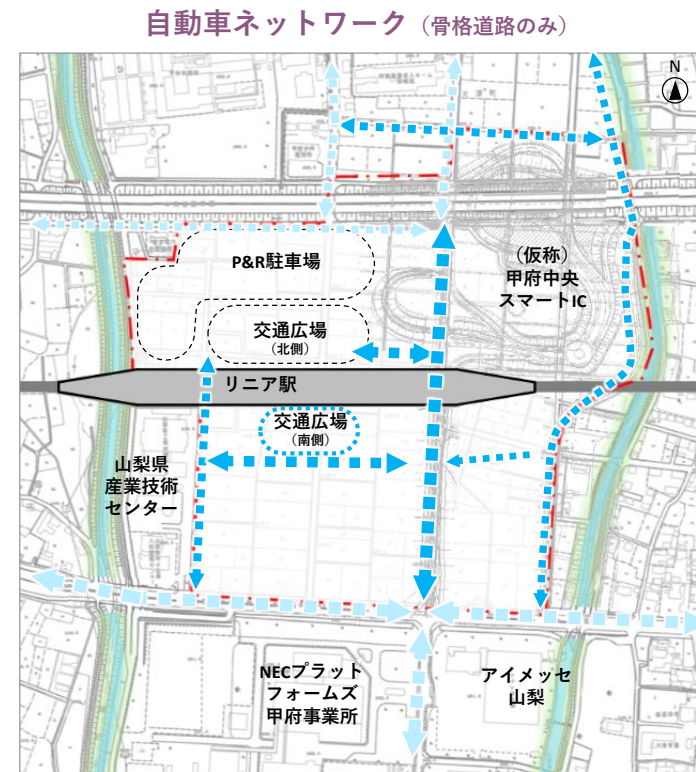 自動車ネットワーク（骨格道路のみ）
N
P&R駐車場
（仮称）
甲府中央
スマートIC
交通広場
（北側）
リニア駅
交通広場
（南側）
山梨県
産業技術
センター
NECプラット
フォームズ
甲府事業所
アイメッセ
山梨